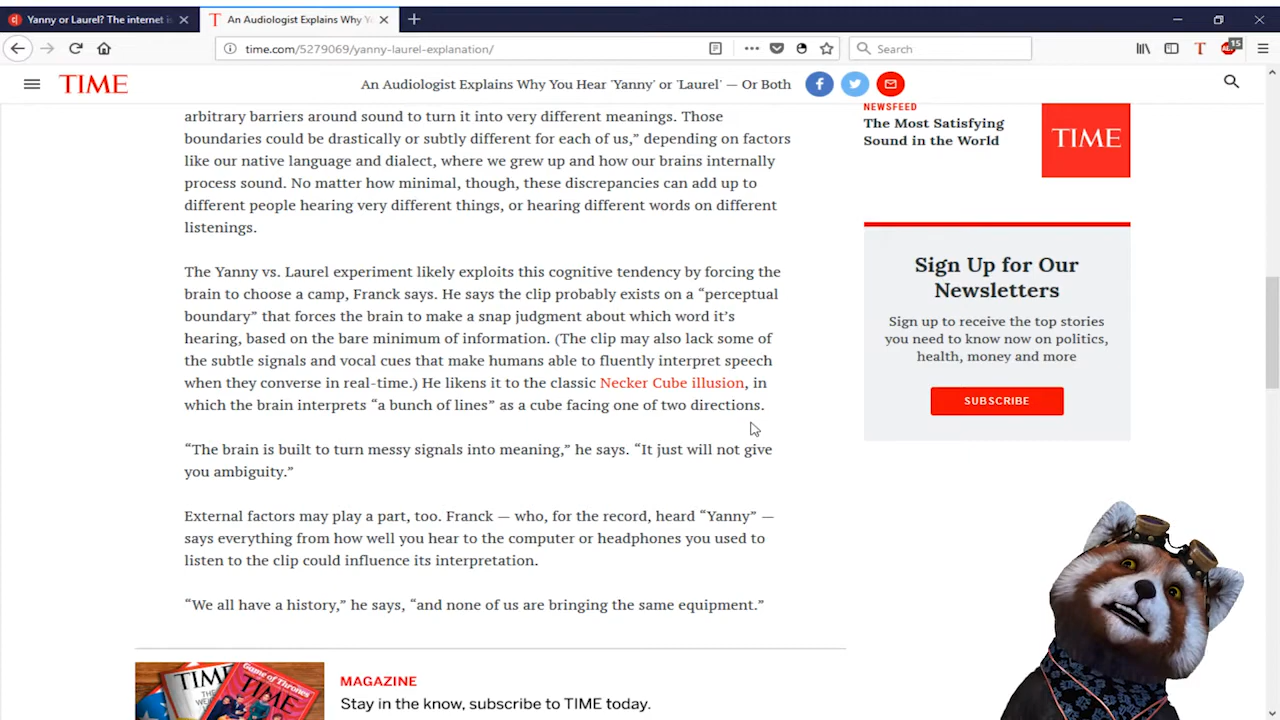 Yanny or Laurel? The internet is
An Audiologist Explains Why Y
time.com/5279069/yanny-laurel-explanation/
Search
15
TIME
An Audiologist Explains Why You Hear 'Yanny' or 'Laurel' — Or Both
arbitrary barriers around sound to turn it into very different meanings. Those
boundaries could be drastically or subtly different for each of us,” depending on factors
like our native language and dialect, where we grew up and how our brains internally
process sound. No matter how minimal, though, these discrepancies can add up to
different people hearing very different things, or hearing different words on different
listenings.
The Yanny vs. Laurel experiment likely exploits this cognitive tendency by forcing the
brain to choose a camp, Franck says. He says the clip probably exists on a “perceptual
boundary” that forces the brain to make a snap judgment about which word it’s
hearing, based on the bare minimum of information. (The clip may also lack some of
the subtle signals and vocal cues that make humans able to fluently interpret speech
when they converse in real-time.) He likens it to the classic Necker Cube illusion, in
which the brain interprets “a bunch of lines” as a cube facing one of two directions.
“The brain is built to turn messy signals into meaning,” he says. “It just will not give
you ambiguity.”
External factors may play a part, too. Franck — who, for the record, heard “Yanny” —
says everything from how well you hear to the computer or headphones you used to
listen to the clip could influence its interpretation.
“We all have a history,” he says, “and none of us are bringing the same equipment.”
NEWSFEED
The Most Satisfying
Sound in the World
TIME
Sign Up for Our
Newsletters
Sign up to receive the top stories
you need to know now on politics,
health, money and more
SUBSCRIBE
MAGAZINE
Stay in the know, subscribe to TIME today.
TIME
Game of Thrones
TIME